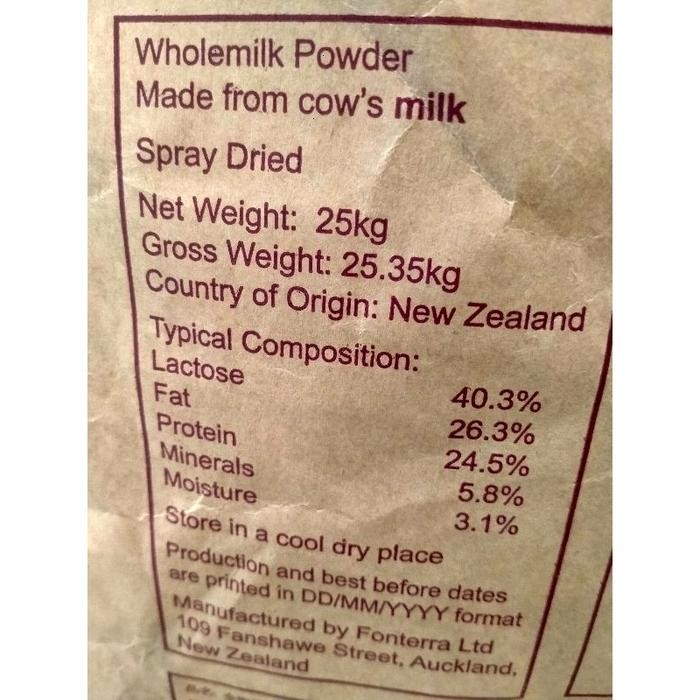 Wholemilk Powder
Made from cow's milk
Spray Dried
Net Weight: 25kg
Gross Weight: 25.35kg
Country of Origin: New Zealand
Typical Composition:
Lactose 40.3%
Fat 26.3%
Protein 24.5%
Minerals 5.8%
Moisture 3.1%
Store in a cool dry place
Production and best before dates
are printed in DD/MM/YYYY format
Manufactured by Fonterra Ltd
109 Fanshawe Street, Auckland,
New Zealand